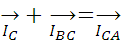 →/I_C + →/I_BC = →/I_CA